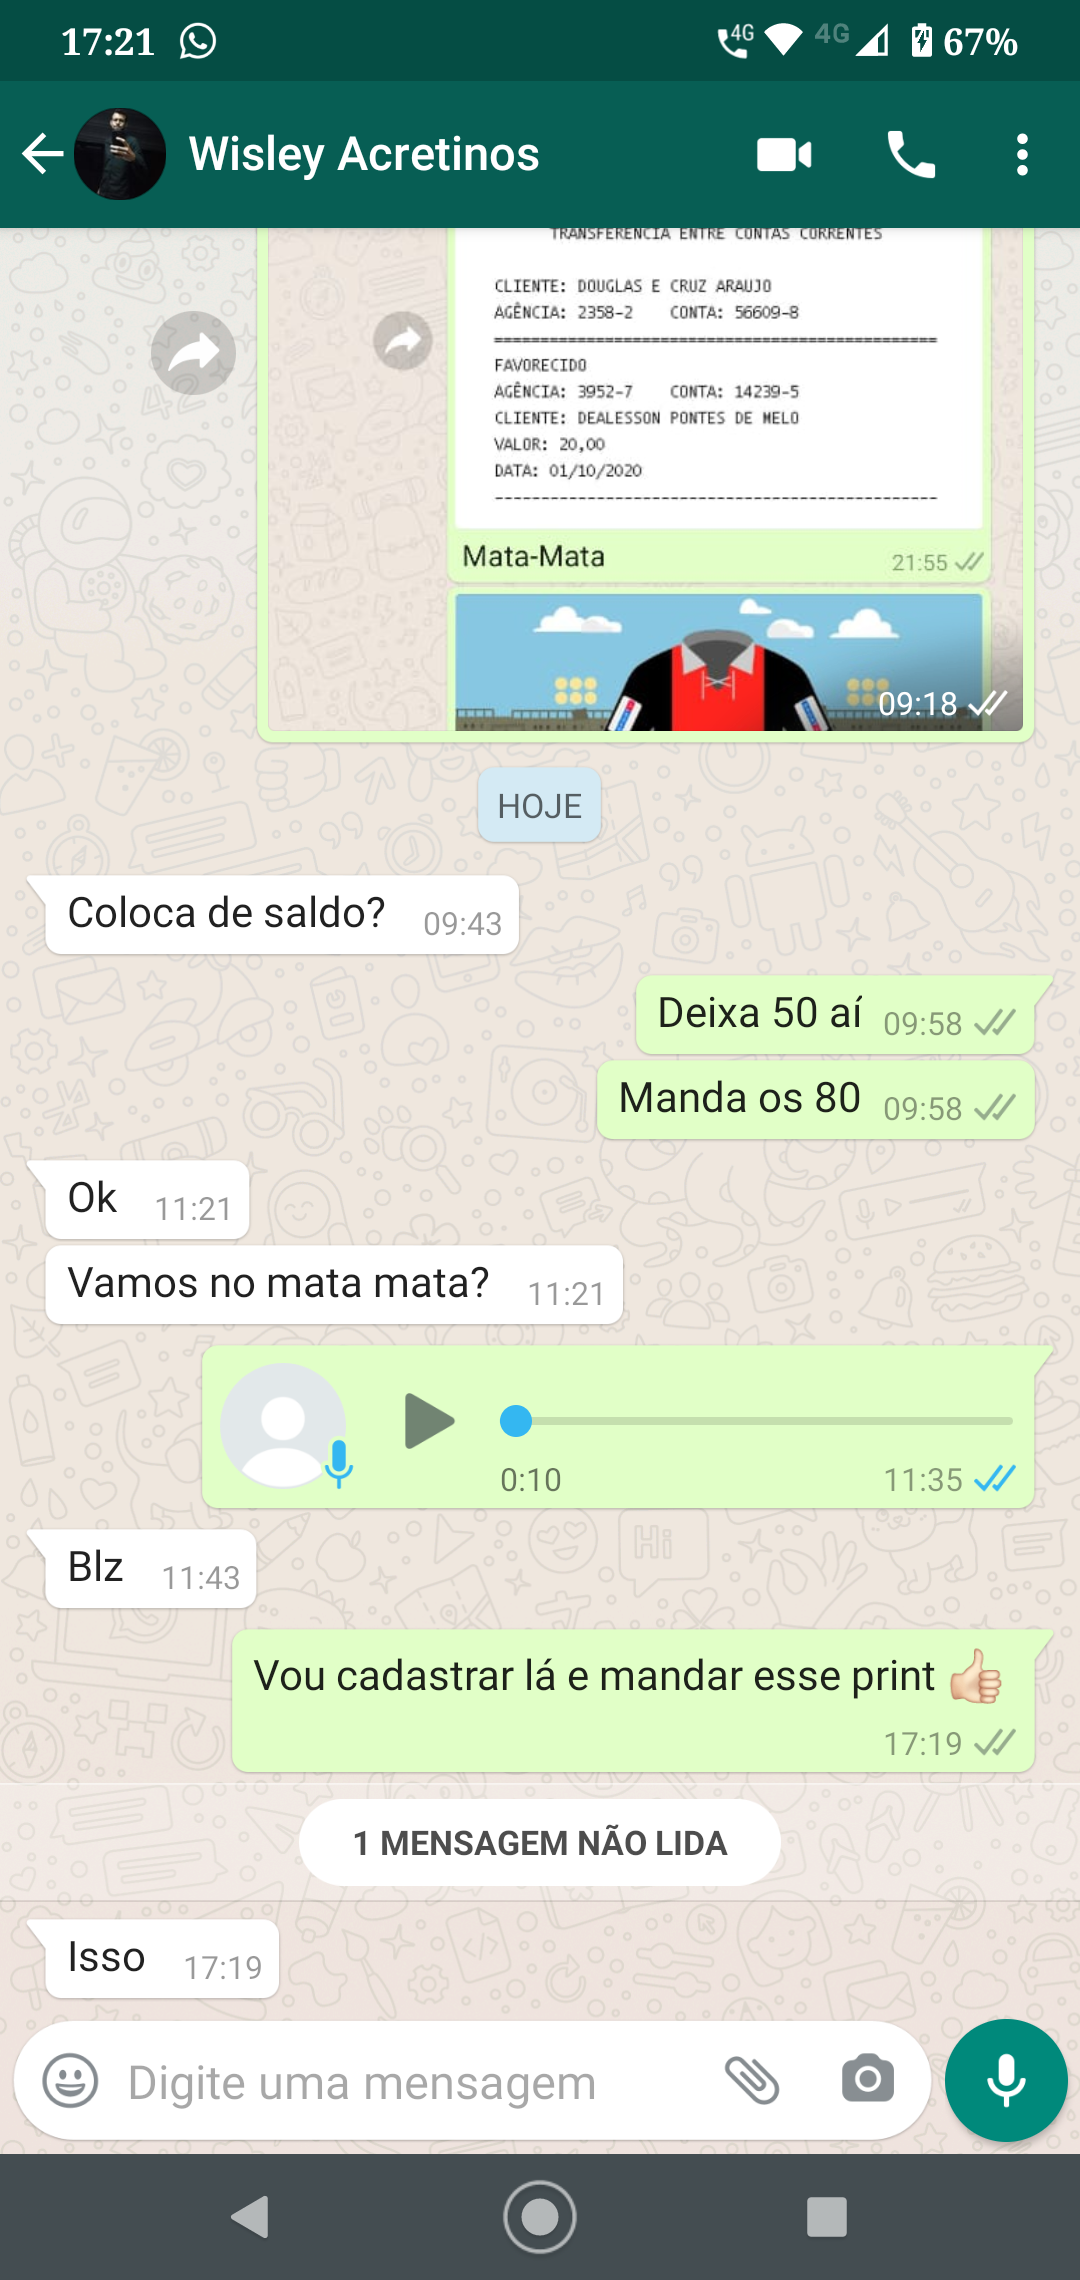 17:21
4G
4G
67%
Wisley Acretinos
TRANSFERENCIA ENTRE CONTAS CORRENTES
CLIENTE: DOUGLAS E CRUZ ARAUJO
AGÊNCIA: 2358-2 CONTA: 56609-8
================================================
FAVORECIDO
AGÊNCIA: 3952-7 CONTA: 14239-5
CLIENTE: DEALESSON PONTES DE MELO
VALOR: 20,00
DATA: 01/10/2020
------------------------------------------------
Mata-Mata
21:55
09:18
HOJE
Coloca de saldo? 09:43
Deixa 50 aí 09:58
Manda os 80 09:58
Ok 11:21
Vamos no mata mata? 11:21
0:10 11:35
Blz 11:43
Vou cadastrar lá e mandar esse print 👍🏻
17:19
1 MENSAGEM NÃO LIDA
Isso 17:19
Digite uma mensagem